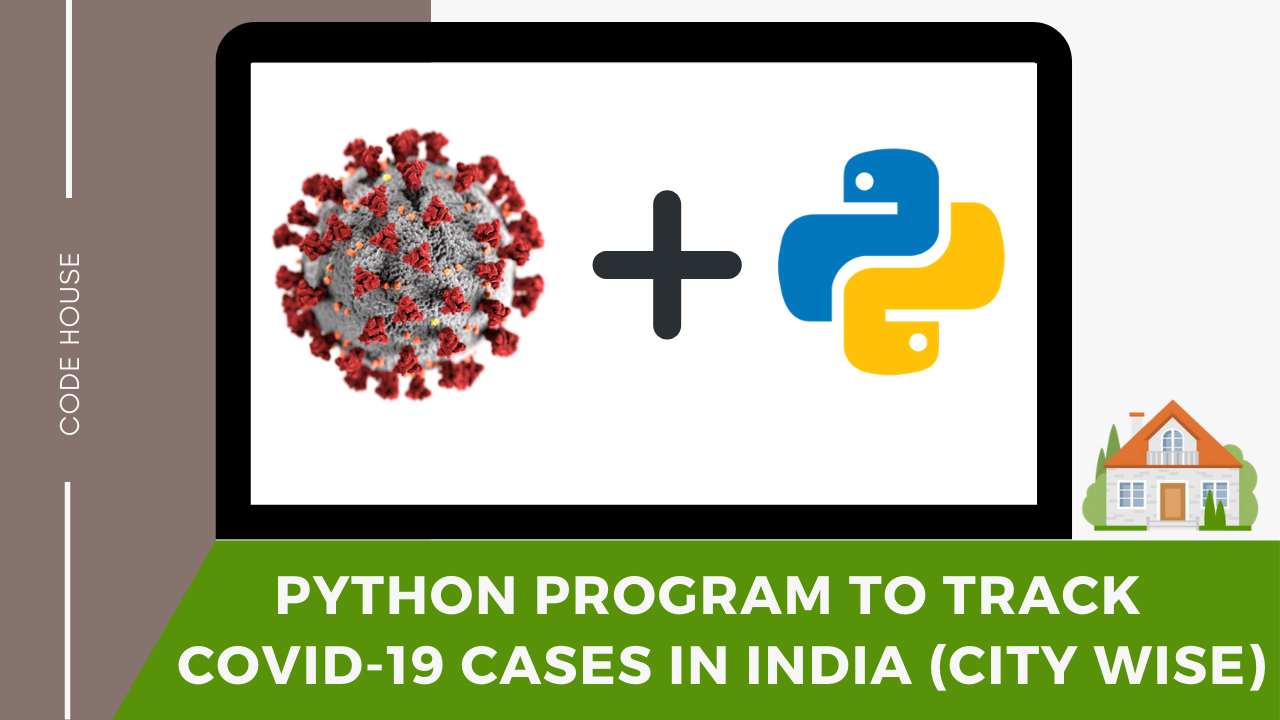 CODE HOUSE
PYTHON PROGRAM TO TRACK
COVID-19 CASES IN INDIA (CITY WISE)